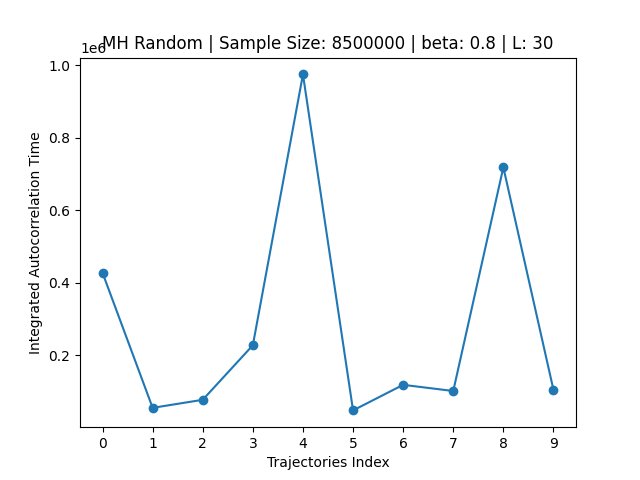 MH Random | Sample Size: 8500000 | beta: 0.8 | L: 30
1e6
1.0
0.8
0.6
0.4
0.2
Integrated Autocorrelation Time
0 1 2 3 4 5 6 7 8 9
Trajectories Index